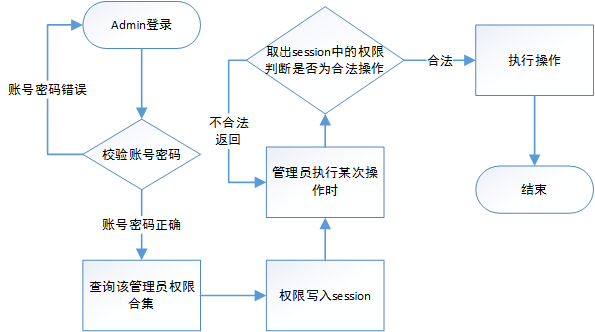 Admin登录
账号密码错误
校验账号密码
账号密码正确
查询该管理员权限
合集
权限写入session
管理员执行某次操
作时
不合法
返回
取出session中的权限
判断是否为合法操作
合法
执行操作
结束